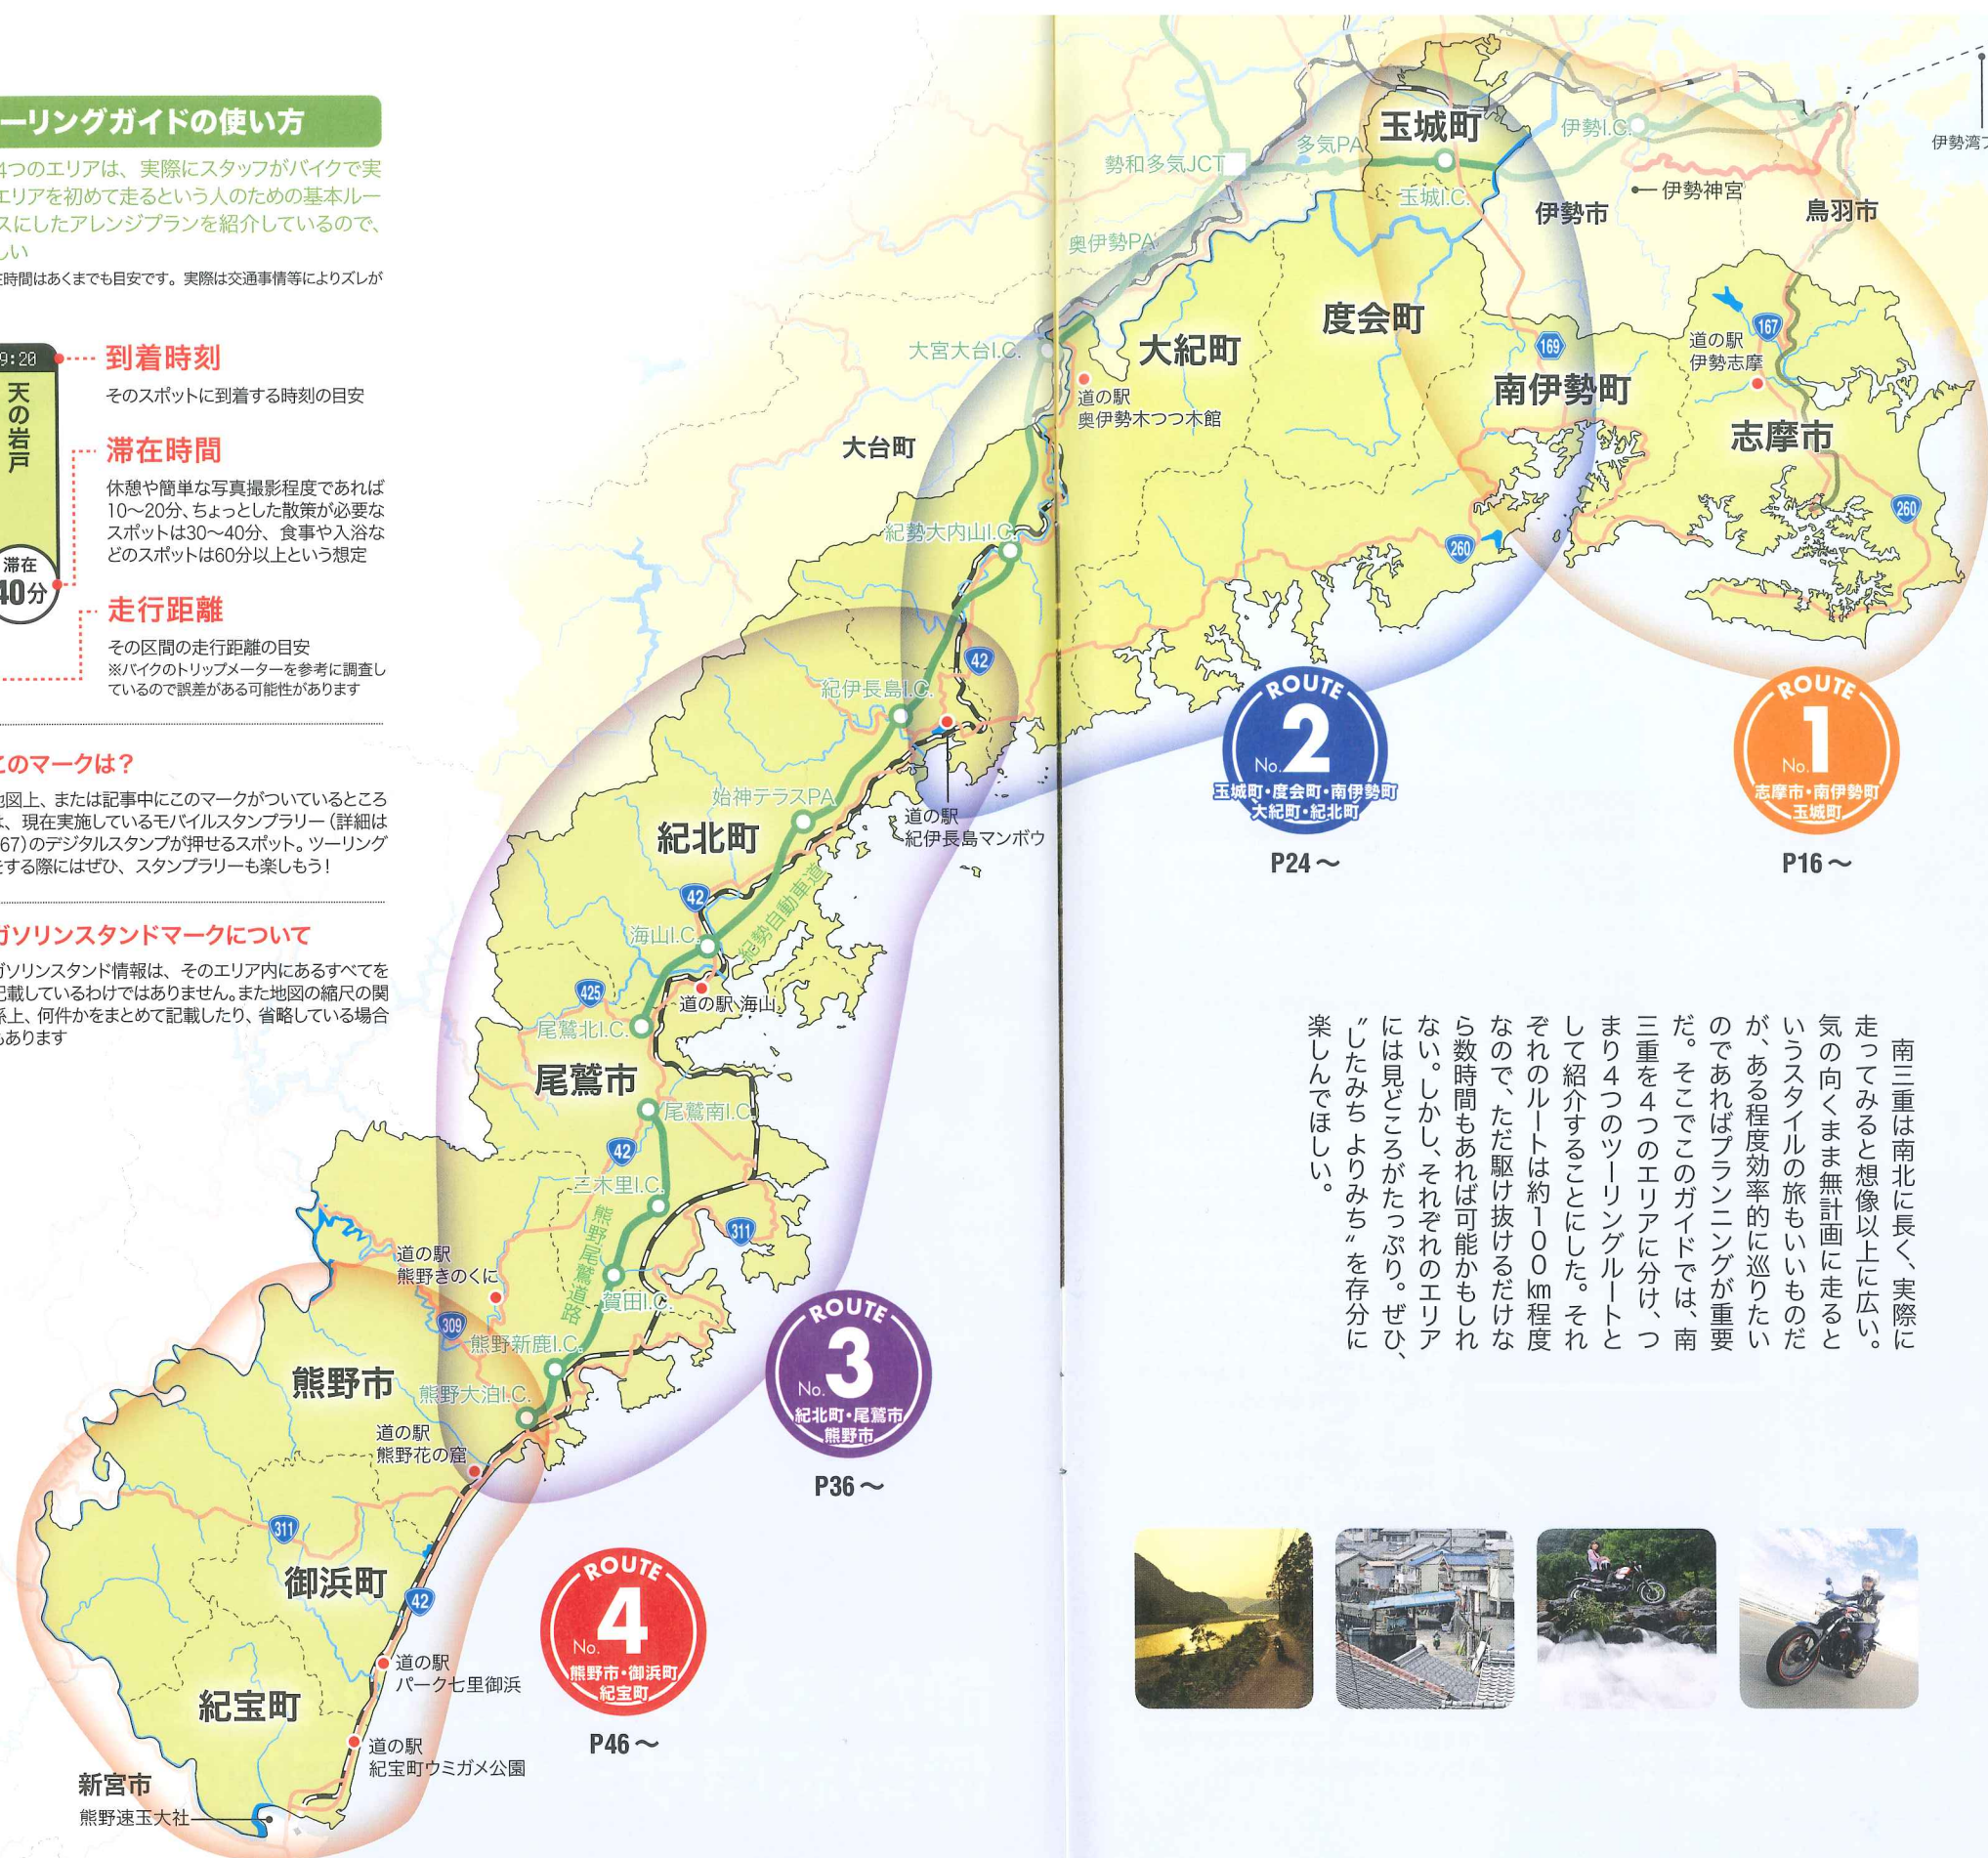 ーリングガイドの使い方
4つのエリアは、実際にスタッフがバイクで実
エリアを初めて走るという人のための基本ルー
スにしたアレンジプランを紹介しているので、
しい
在時間はあくまでも目安です。実際は交通事情等によりズレが
9:20
天の岩戸
滞在
40分
到着時刻
そのスポットに到着する時刻の目安
滞在時間
休憩や簡単な写真撮影程度であれば
10〜20分、ちょっとした散策が必要な
スポットは30〜40分、食事や入浴な
どのスポットは60分以上という想定
走行距離
その区間の走行距離の目安
※バイクのトリップメーターを参考に調査し
ているので誤差がある可能性があります
このマークは？
地図上、または記事中にこのマークがついているところ
は、現在実施しているモバイルスタンプラリー（詳細は
67）のデジタルスタンプが押せるスポット。ツーリング
をする際にはぜひ、スタンプラリーも楽しもう！
ガソリンスタンドマークについて
ガソリンスタンド情報は、そのエリア内にあるすべてを
記載しているわけではありません。また地図の縮尺の関
係上、何件かをまとめて記載したり、省略している場合
もあります
玉城町
多気PA
勢和多気JCT
玉城I.C.
伊勢I.C.
伊勢湾フ
伊勢神宮
伊勢市
鳥羽市
奥伊勢PA
度会町
大紀町
大宮大台I.C.
道の駅
奥伊勢木つつ木館
169
南伊勢町
167
道の駅
伊勢志摩
志摩市
260
260
大台町
紀勢大内山I.C.
42
紀伊長島I.C.
道の駅
紀伊長島マンボウ
始神テラスPA
紀北町
42
紀勢自動車道
海山I.C.
道の駅 海山
425
尾鷲北I.C.
尾鷲市
尾鷲南I.C.
42
三木里I.C.
熊野尾鷲道路
311
賀田I.C.
道の駅
熊野きのくに
309
熊野新鹿I.C.
熊野大泊I.C.
熊野市
道の駅
熊野花の窟
311
御浜町
42
道の駅
パーク七里御浜
紀宝町
道の駅
紀宝町ウミガメ公園
新宮市
熊野速玉大社
ROUTE
No.1
志摩市・南伊勢町
玉城町
P16〜
ROUTE
No.2
玉城町・度会町・南伊勢町
大紀町・紀北町
P24〜
ROUTE
No.3
紀北町・尾鷲市
熊野市
P36〜
ROUTE
No.4
熊野市・御浜町
紀宝町
P46〜
南三重は南北に長く、実際に
走ってみると想像以上に広い。
気の向くまま無計画に走ると
いうスタイルの旅もいいものだ
が、ある程度効率的に巡りたい
のであればプランニングが重要
だ。そこでこのガイドでは、南
三重を4つのエリアに分け、つ
まり4つのツーリングルートと
して紹介することにした。それ
ぞれのルートは約100km程度
なので、ただ駆け抜けるだけな
ら数時間もあれば可能かもしれ
ない。しかし、それぞれのエリア
には見どころがたっぷり。ぜひ、
〝したみち よりみち〟を存分に
楽しんでほしい。